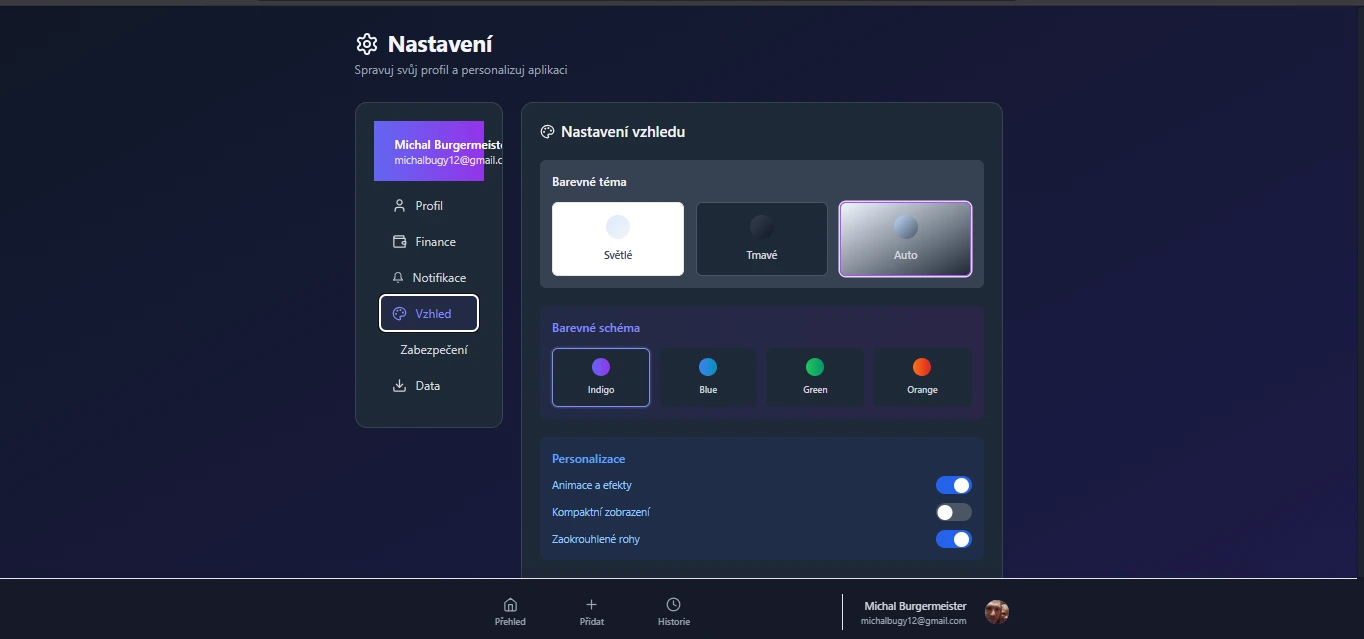 Nastavení
Spravuj svůj profil a personalizuj aplikaci
Michal Burgermeiste
michalbugy12@gmail.c
Profil
Finance
Notifikace
Vzhled
Zabezpečení
Data
Nastavení vzhledu
Barevné téma
Světlé
Tmavé
Auto
Barevné schéma
Indigo
Blue
Green
Orange
Personalizace
Animace a efekty
Kompaktní zobrazení
Zaokrouhlené rohy
Přehled
Přidat
Historie
Michal Burgermeister
michalbugy12@gmail.com